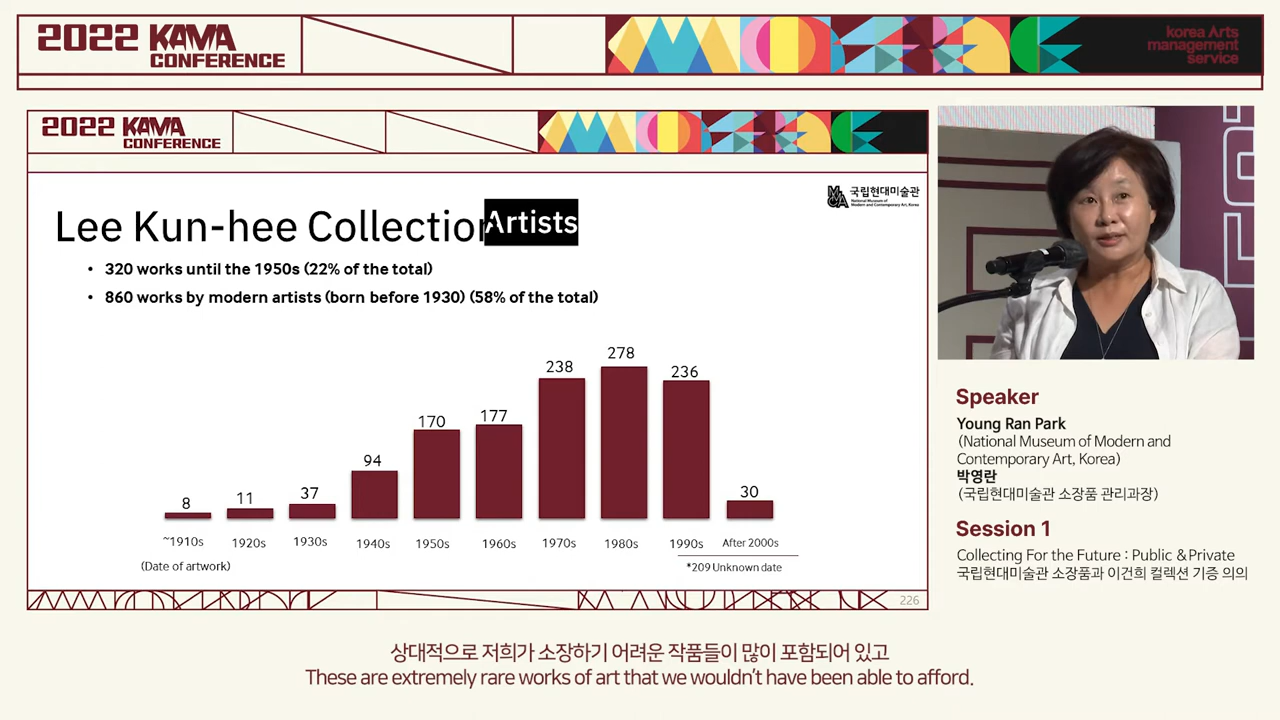 2022 KAMA
CONFERENCE
korea Arts
management
service
2022 KAMA
CONFERENCE
국립현대미술관
National Museum of
Modern and Contemporary Art, Korea
Lee Kun-hee Collection Artists
• 320 works until the 1950s (22% of the total)
• 860 works by modern artists (born before 1930) (58% of the total)
8
11
37
94
170
177
238
278
236
30
~1910s
1920s
1930s
1940s
1950s
1960s
1970s
1980s
1990s
After 2000s
(Date of artwork)
*209 Unknown date
226
Speaker
Young Ran Park
(National Museum of Modern and
Contemporary Art, Korea)
박영란
(국립현대미술관 소장품 관리과장)
Session 1
Collecting For the Future : Public & Private
국립현대미술관 소장품과 이건희 컬렉션 기증 의의
상대적으로 저희가 소장하기 어려운 작품들이 많이 포함되어 있고
These are extremely rare works of art that we wouldn't have been able to afford.